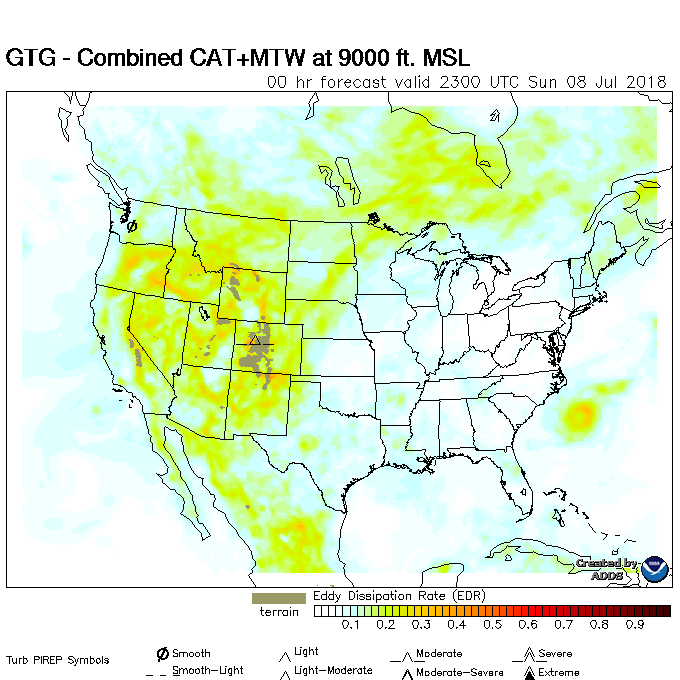 GTG - Combined CAT+MTW at 9000 ft. MSL
00 hr forecast valid 2300 UTC Sun 08 Jul 2018
Created by
ADDS
Eddy Dissipation Rate (EDR)
terrain
0.1 0.2 0.3 0.4 0.5 0.6 0.7 0.8 0.9
Turb PIREP Symbols
Smooth Light Moderate Severe
Smooth-Light Light-Moderate Moderate-Severe Extreme